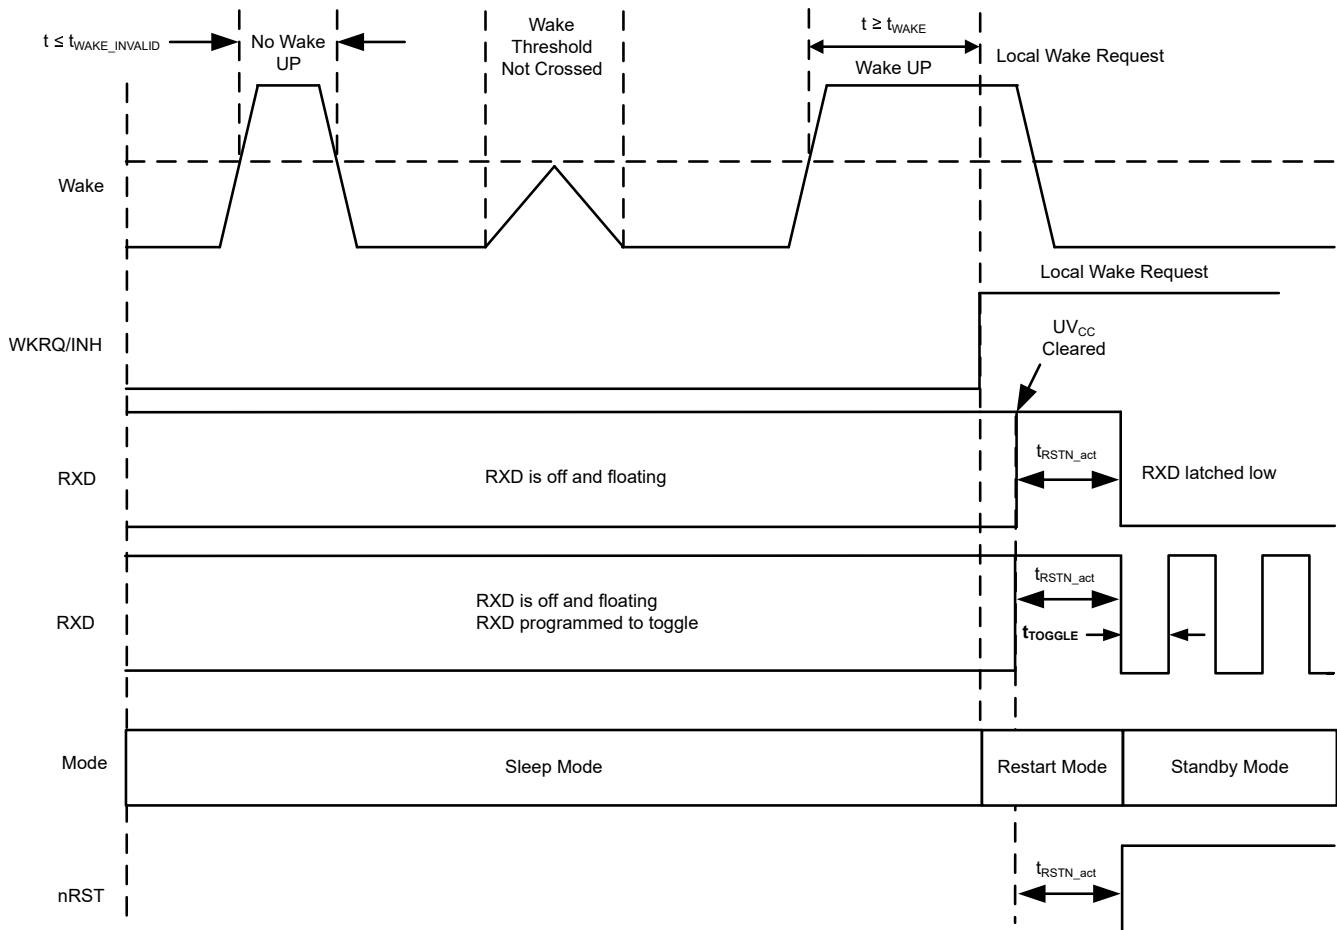 t ≤ tWAKE_INVALID
No Wake
UP
Wake
Threshold
Not Crossed
t ≥ tWAKE
Wake UP
Local Wake Request
Wake
Local Wake Request
WKRQ/INH
UVCC
Cleared
RXD
RXD is off and floating
tRSTN_act
RXD latched low
RXD
RXD is off and floating
RXD programmed to toggle
tRSTN_act
tTOGGLE
Mode
Sleep Mode
Restart Mode
Standby Mode
nRST
tRSTN_act